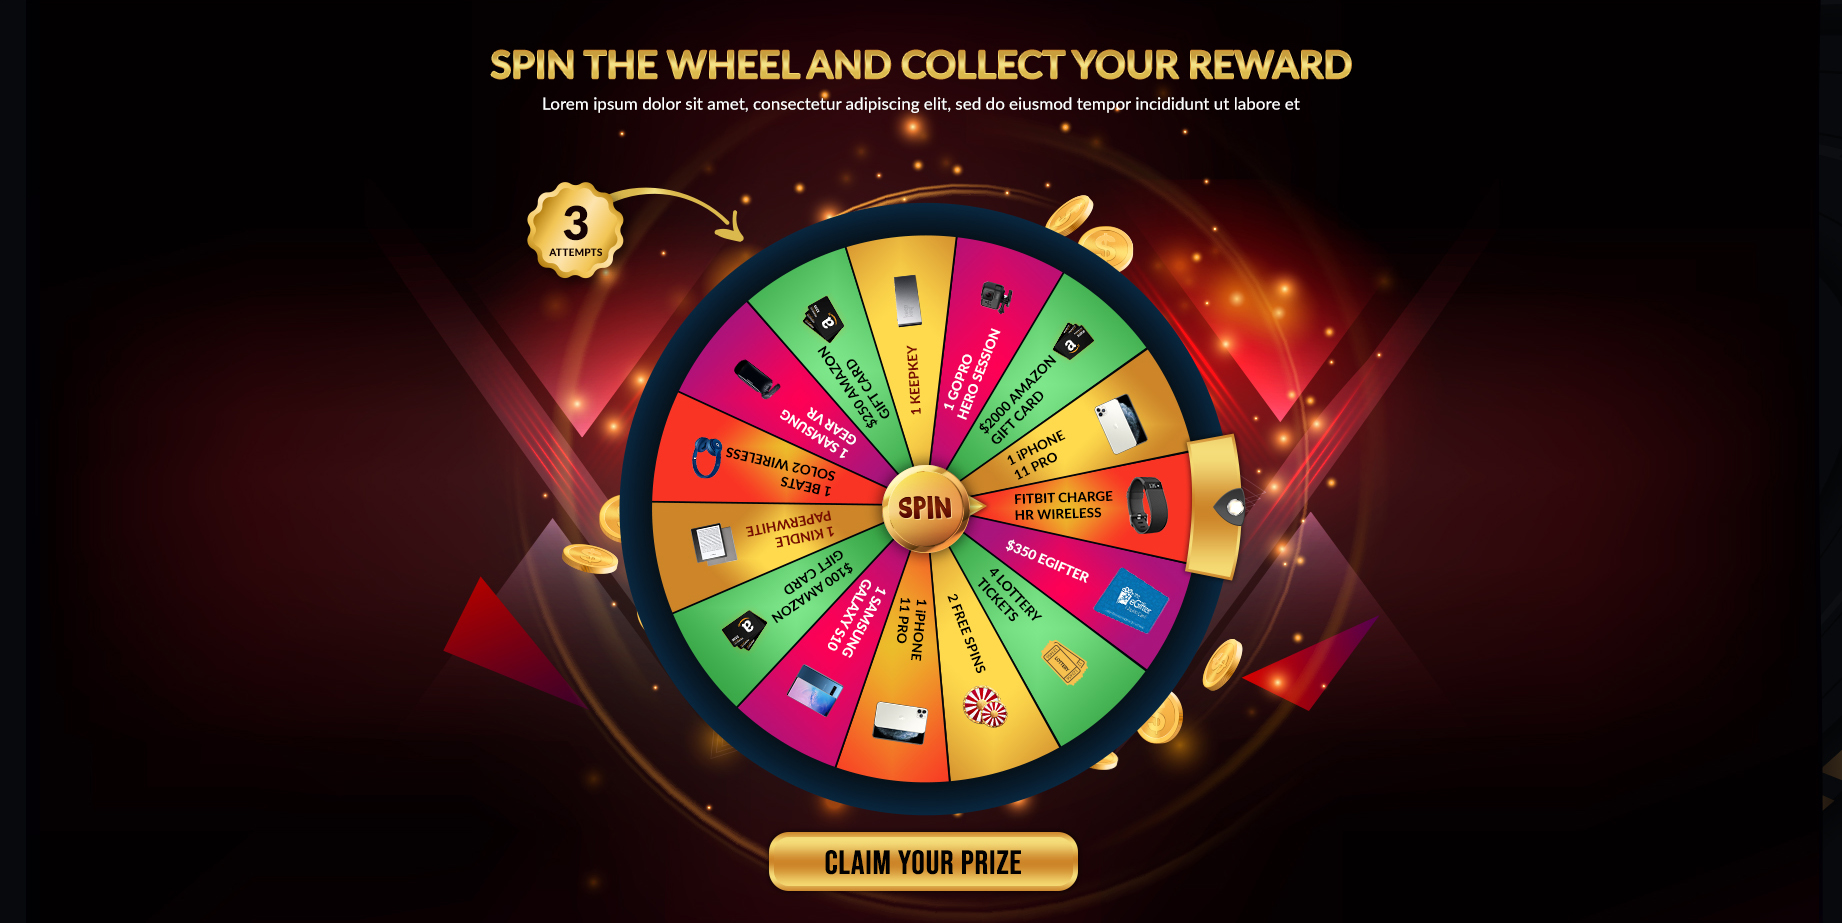 SPIN THE WHEEL AND COLLECT YOUR REWARD
Lorem ipsum dolor sit amet, consectetur adipiscing elit, sed do eiusmod tempor incididunt ut labore et
3
ATTEMPTS
1 KEEPKEY
1 GOPRO
HERO SESSION
$2000 AMAZON
GIFT CARD
1 iPHONE
11 PRO
FITBIT CHARGE
HR WIRELESS
$350 EGIFTER
eGifter
4 LOTTERY
TICKETS
LOTTERY
2 FREE SPINS
1 iPHONE
11 PRO
1 SAMSUNG
GALAXY S10
$100 AMAZON
GIFT CARD
a
1 KINDLE
PAPERWHITE
1 BEATS
SOLO2 WIRELESS
1 SAMSUNG
GEAR VR
$250 AMAZON
GIFT CARD
a
a
SPIN
CLAIM YOUR PRIZE